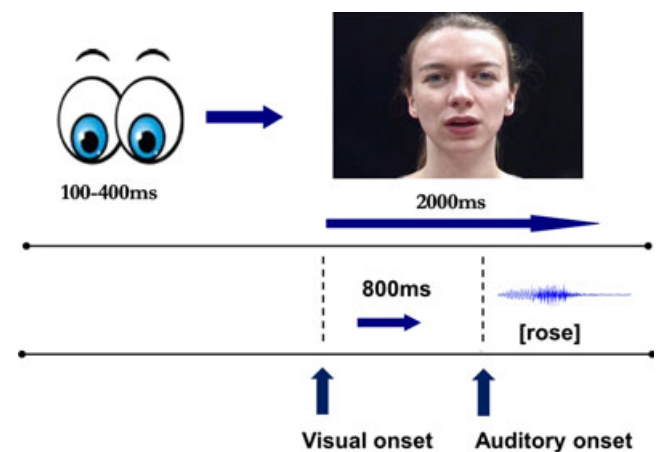 100-400ms
2000ms
800ms
[rose]
Visual onset
Auditory onset